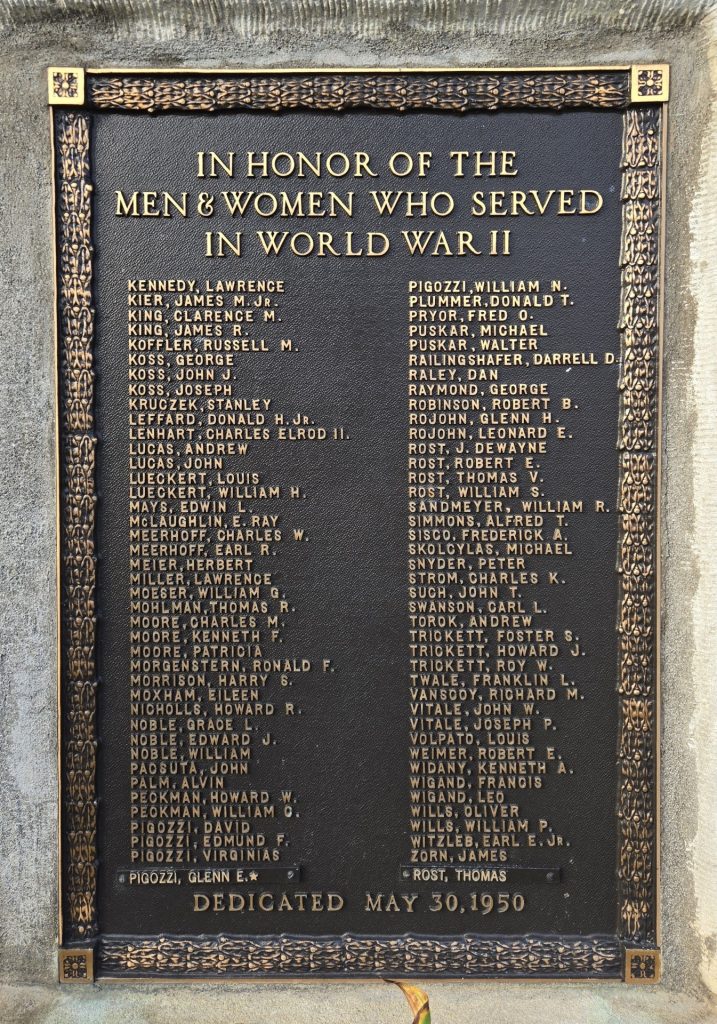 IN HONOR OF THE
MEN & WOMEN WHO SERVED
IN WORLD WAR II
KENNEDY, LAWRENCE
KIER, JAMES M. JR.
KING, CLARENCE M.
KING, JAMES R.
KOFFLER, RUSSELL M.
KOSS, GEORGE
KOSS, JOHN J.
KOSS, JOSEPH
KRUCZEK, STANLEY
LEFFARD, DONALD H. JR.
LENHART, CHARLES ELROD II.
LUCAS, ANDREW
LUCAS, JOHN
LUECKERT, LOUIS
LUECKERT, WILLIAM H.
MAYS, EDWIN L.
MCLAUGHLIN, E. RAY
MEERHOFF, CHARLES W.
MEERHOFF, EARL R.
MEIER, HERBERT
MILLER, LAWRENCE
MOESER, WILLIAM G.
MOHLMAN, THOMAS R.
MOORE, CHARLES M.
MOORE, KENNETH F.
MOORE, PATRICIA
MORGENSTERN, RONALD F.
MORRISON, HARRY S.
MOXHAM, EILEEN
NICHOLLS, HOWARD R.
NOBLE, GRACE L.
NOBLE, EDWARD J.
NOBLE, WILLIAM
PAOSUTA, JOHN
PALM, ALVIN
PECKMAN, HOWARD W.
PECKMAN, WILLIAM C.
PIGOZZI, DAVID
PIGOZZI, EDMUND F.
PIGOZZI, VIRGINIAS
PIGOZZI, GLENN E.*
PIGOZZI, WILLIAM N.
PLUMMER, DONALD T.
PRYOR, FRED O.
PUSKAR, MICHAEL
PUSKAR, WALTER
RAILINGSHAFER, DARRELL D.
RALEY, DAN
RAYMOND, GEORGE
ROBINSON, ROBERT B.
ROJOHN, GLENN H.
ROJOHN, LEONARD E.
ROST, J. DEWAYNE
ROST, ROBERT E.
ROST, THOMAS V.
ROST, WILLIAM S.
SANDMEYER, WILLIAM R.
SIMMONS, ALFRED T.
SISCO, FREDERICK A.
SKOLCYLAS, MICHAEL
SNYDER, PETER
STROM, CHARLES K.
SUCH, JOHN T.
SWANSON, CARL L.
TOROK, ANDREW
TRICKETT, FOSTER S.
TRICKETT, HOWARD J.
TRICKETT, ROY W.
TWALE, FRANKLIN L.
VANSCOY, RICHARD M.
VITALE, JOHN W.
VITALE, JOSEPH P.
VOLPATO, LOUIS
WEIMER, ROBERT E.
WIDANY, KENNETH A.
WIGAND, FRANCIS
WIGAND, LEO
WILLS, OLIVER
WILLS, WILLIAM P.
WITZLEB, EARL E. JR.
ZORN, JAMES
ROST, THOMAS
DEDICATED MAY 30, 1950